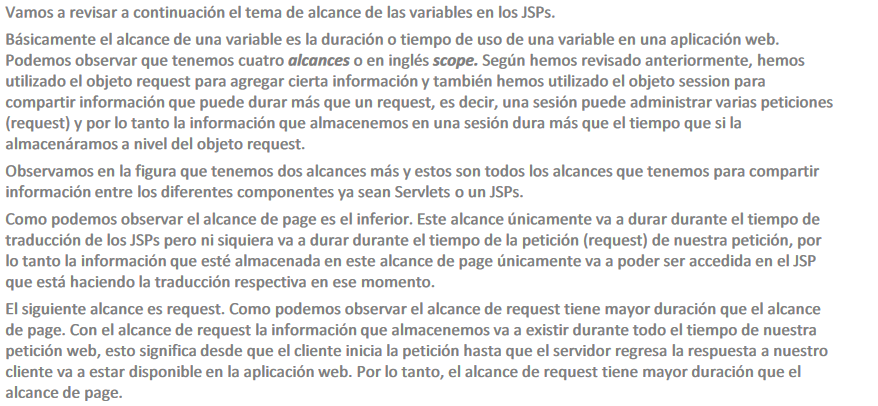 Vamos a revisar a continuación el tema de alcance de las variables en los JSPs.
Básicamente el alcance de una variable es la duración o tiempo de uso de una variable en una aplicación web.
Podemos observar que tenemos cuatro alcances o en inglés scope. Según hemos revisado anteriormente, hemos
utilizado el objeto request para agregar cierta información y también hemos utilizado el objeto session para
compartir información que puede durar más que un request, es decir, una sesión puede administrar varias peticiones
(request) y por lo tanto la información que almacenemos en una sesión dura más que el tiempo que si la
almacenáramos a nivel del objeto request.
Observamos en la figura que tenemos dos alcances más y estos son todos los alcances que tenemos para compartir
información entre los diferentes componentes ya sean Servlets o un JSPs.
Como podemos observar el alcance de page es el inferior. Este alcance únicamente va a durar durante el tiempo de
traducción de los JSPs pero ni siquiera va a durar durante el tiempo de la petición (request) de nuestra petición, por
lo tanto la información que esté almacenada en este alcance de page únicamente va a poder ser accedida en el JSP
que está haciendo la traducción respectiva en ese momento.
El siguiente alcance es request. Como podemos observar el alcance de request tiene mayor duración que el alcance
de page. Con el alcance de request la información que almacenemos va a existir durante todo el tiempo de nuestra
petición web, esto significa desde que el cliente inicia la petición hasta que el servidor regresa la respuesta a nuestro
cliente va a estar disponible en la aplicación web. Por lo tanto, el alcance de request tiene mayor duración que el
alcance de page.